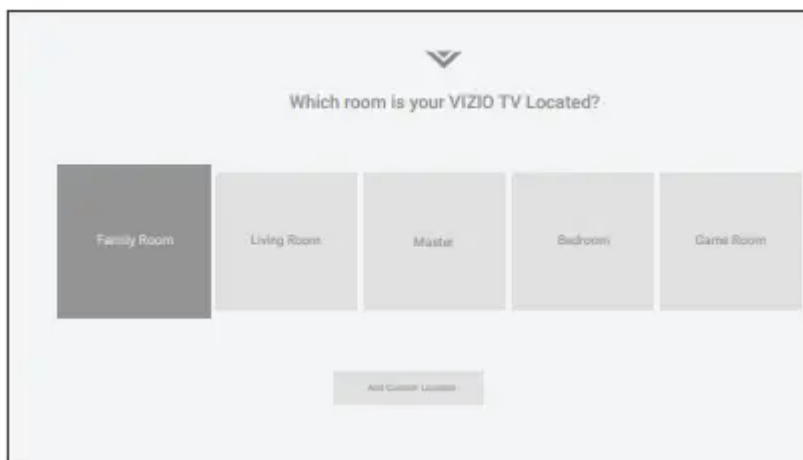 Which room is your VIZIO TV Located?
Family Room
Living Room
Master
Bedroom
Game Room
Add Custom Location